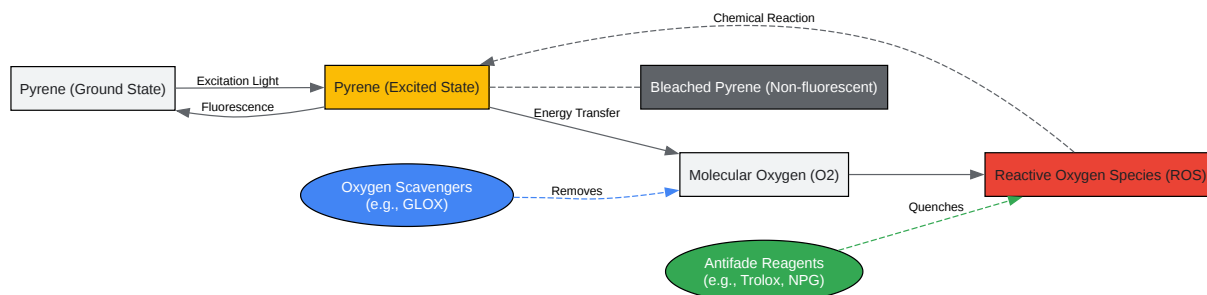 Chemical Reaction
Pyrene (Ground State)
Excitation Light
Pyrene (Excited State)
Bleached Pyrene (Non-fluorescent)
Fluorescence
Energy Transfer
Molecular Oxygen (O2)
Reactive Oxygen Species (ROS)
Oxygen Scavengers
(e.g., GLOX)
Removes
Quenches
Antifade Reagents
(e.g., Trolox, NPG)